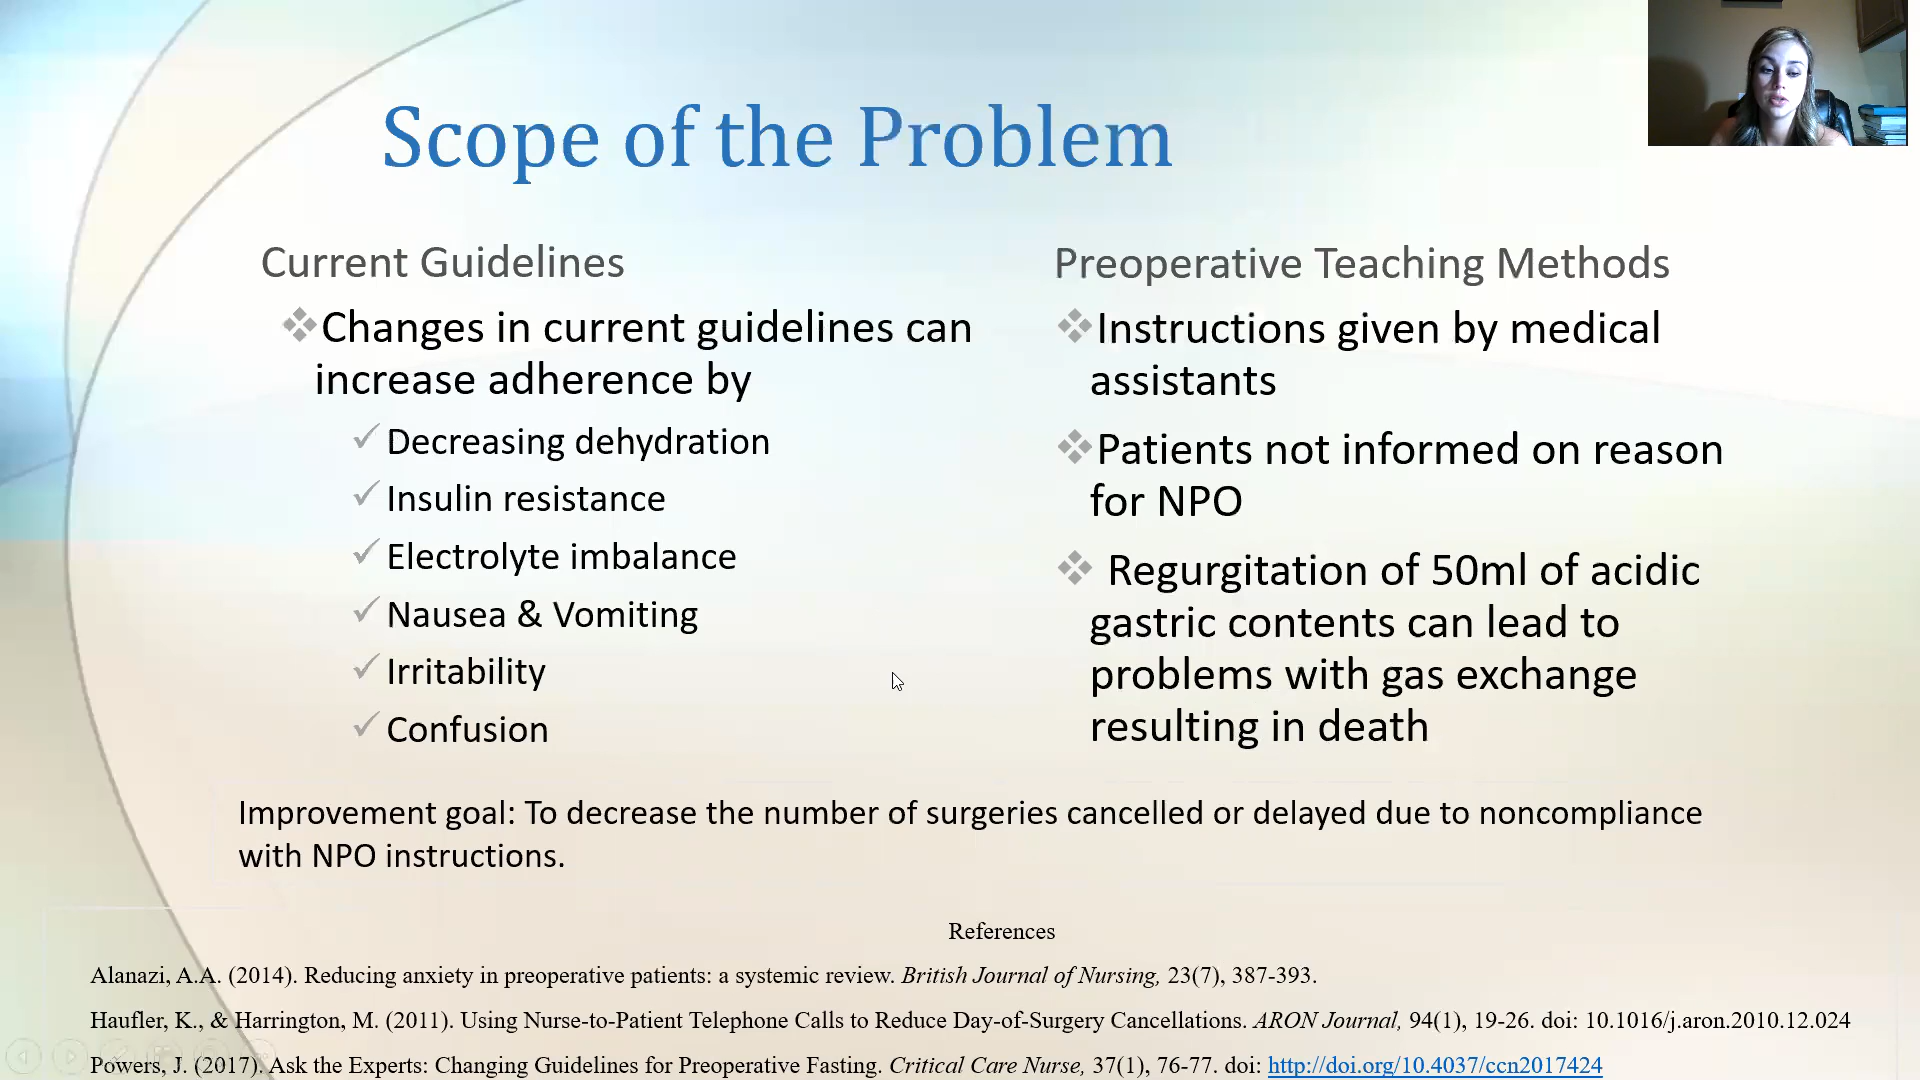 Scope of the Problem
Current Guidelines
Changes in current guidelines can
increase adherence by
Decreasing dehydration
Insulin resistance
Electrolyte imbalance
Nausea & Vomiting
Irritability
Confusion
Preoperative Teaching Methods
Instructions given by medical
assistants
Patients not informed on reason
for NPO
Regurgitation of 50ml of acidic
gastric contents can lead to
problems with gas exchange
resulting in death
Improvement goal: To decrease the number of surgeries cancelled or delayed due to noncompliance
with NPO instructions.
References
Alanazi, A.A. (2014). Reducing anxiety in preoperative patients: a systemic review. British Journal of Nursing, 23(7), 387-393.
Haufler, K., & Harrington, M. (2011). Using Nurse-to-Patient Telephone Calls to Reduce Day-of-Surgery Cancellations. ARON Journal, 94(1), 19-26. doi: 10.1016/j.aron.2010.12.024
Powers, J. (2017). Ask the Experts: Changing Guidelines for Preoperative Fasting. Critical Care Nurse, 37(1), 76-77. doi: http://doi.org/10.4037/ccn2017424